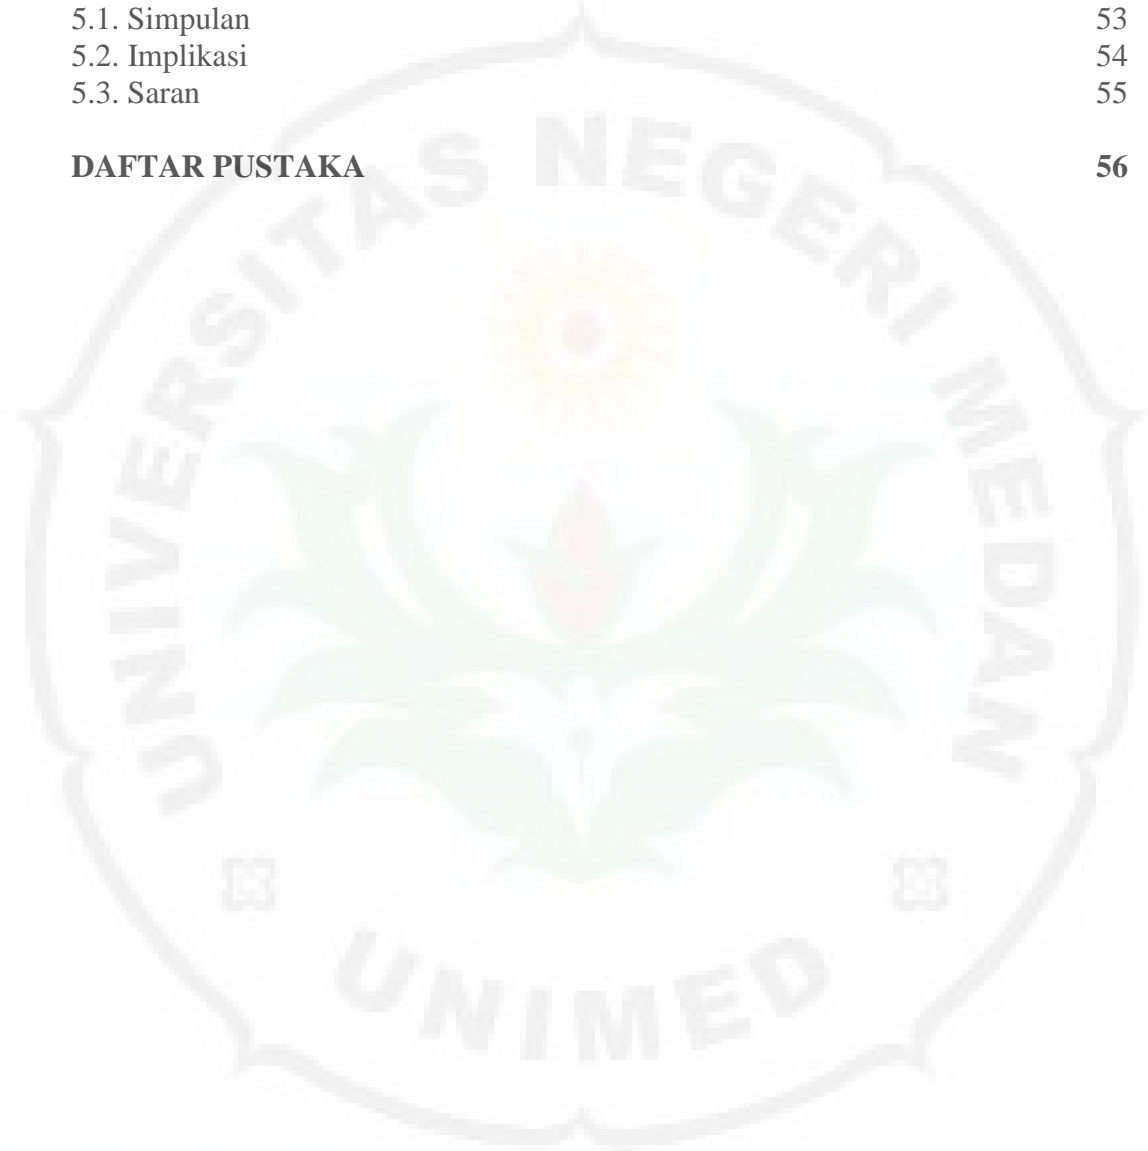 5.1. Simpulan 53
5.2. Implikasi 54
5.3. Saran 55
DAFTAR PUSTAKA 56
UNIVERSITAS NEGERI MEDAN
UNIMED